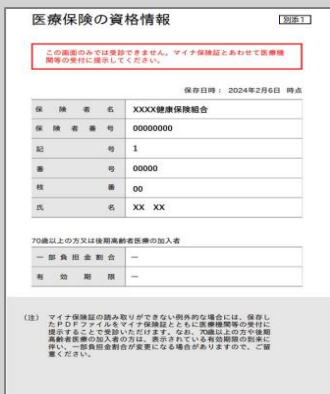 医療保険の資格情報
別添1
この画面のみでは受診できません。マイナ保険証とあわせて医療機
関等の受付に提示してください。
保存日時： 2024年2月6日 時点
保険者名 XXXX健康保険組合
保険者番号 00000000
記号 1
番号 00000
枝番 00
氏名 XX XX
70歳以上の方又は後期高齢者医療の加入者
一部負担金割合 －
有効期限 －
（注） マイナ保険証の読み取りができない例外的な場合には、保存し
たＰＤＦファイルをマイナ保険証とともに医療機関等の受付に
提示することで受診いただけます。なお、70歳以上の方や後期
高齢者医療の加入者の方は、表示されている有効期限の到来に
伴い、一部負担金割合が変更になる場合がありますので、ご留
意ください。